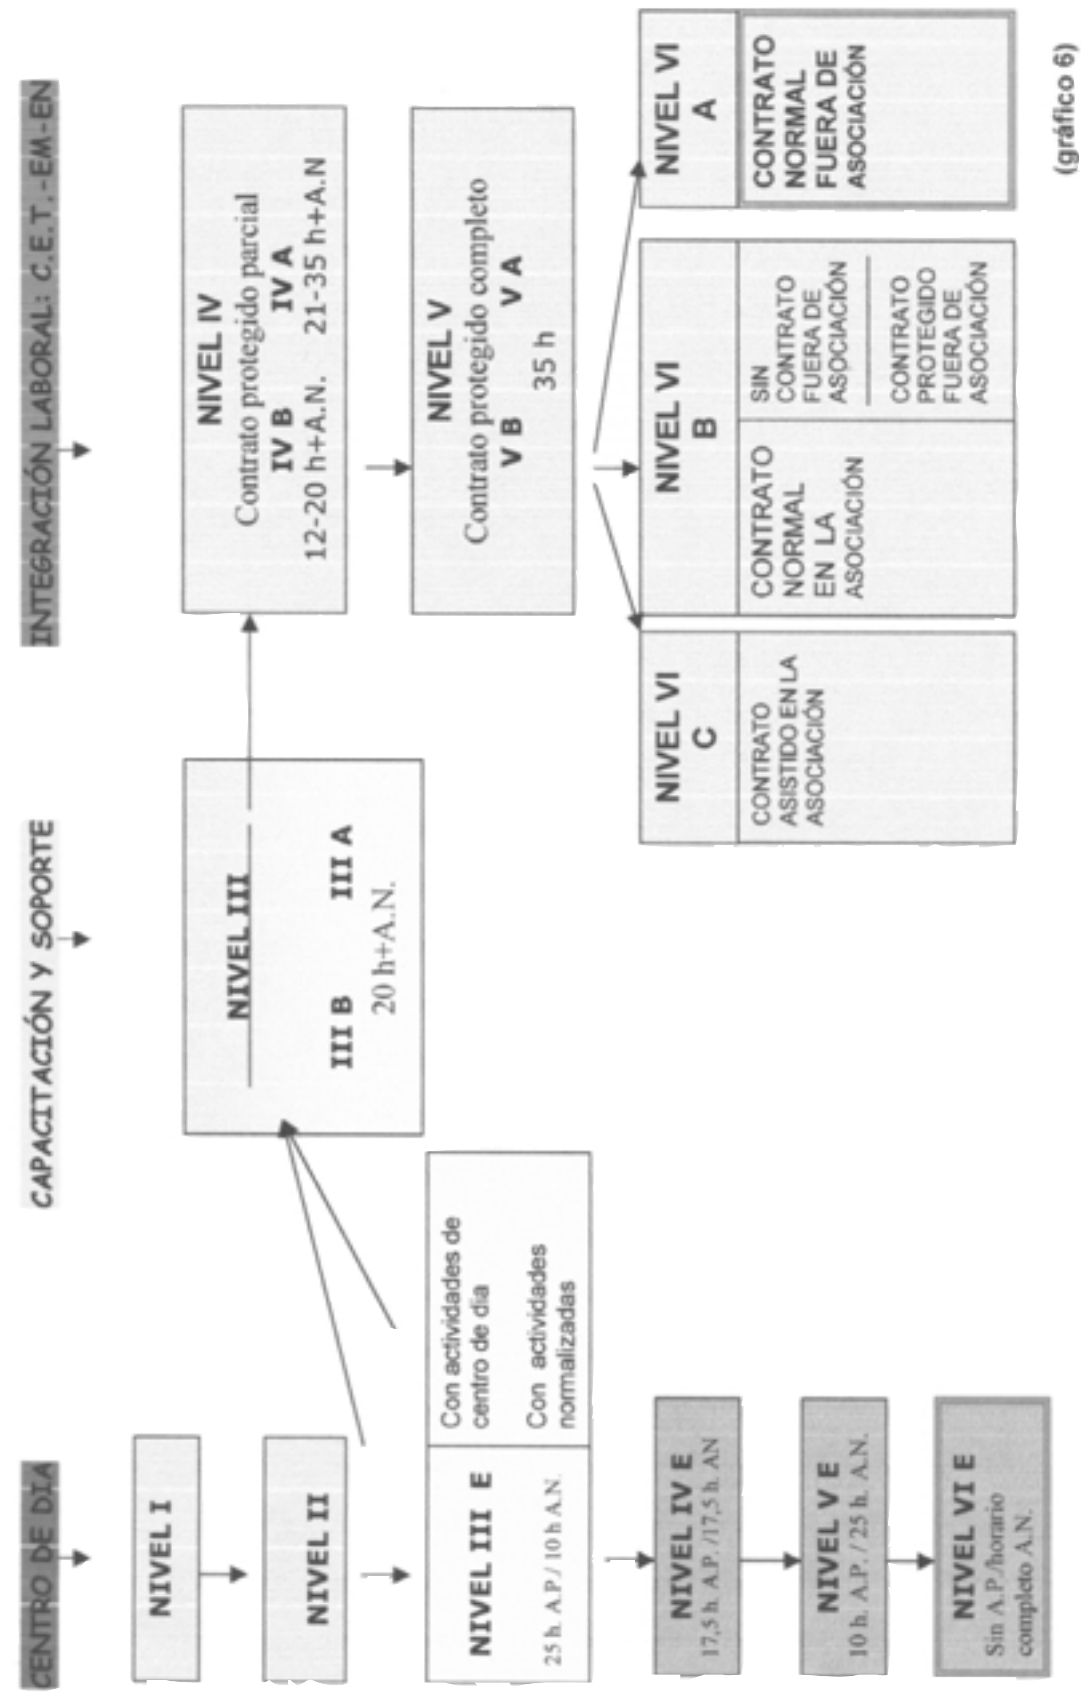 CENTRO DE DIA
NIVEL I
NIVEL II
NIVEL III E
25 h. A.P./ 10 h A.N.
Con actividades de
centro de dia
Con actividades
normalizadas
NIVEL IV E
17,5 h. A.P. /17,5 h. AN
NIVEL V E
10 h. A.P. / 25 h. A.N.
NIVEL VI E
Sin A.P./horario
completo A.N.
CAPACITACIÓN Y SOPORTE
NIVEL III
III B III A
20 h+A.N.
INTEGRACIÓN LABORAL: C.E.T.-EM-EN
NIVEL IV
Contrato protegido parcial
IV B IV A
12-20 h+A.N. 21-35 h+A.N
NIVEL V
Contrato protegido completo
V B V A
35 h
NIVEL VI
C
CONTRATO
ASISTIDO EN LA
ASOCIACIÓN
NIVEL VI
B
CONTRATO
NORMAL
EN LA
ASOCIACIÓN
SIN
CONTRATO
FUERA DE
ASOCIACIÓN
CONTRATO
PROTEGIDO
FUERA DE
ASOCIACIÓN
NIVEL VI
A
CONTRATO
NORMAL
FUERA DE
ASOCIACIÓN
(gráfico 6)